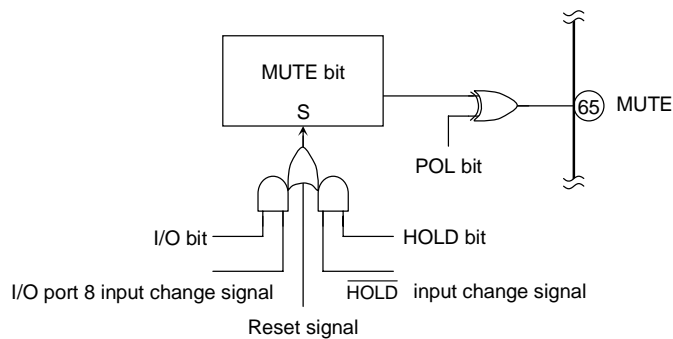 MUTE bit
S
65 MUTE
POL bit
I/O bit
HOLD bit
I/O port 8 input change signal
HOLD input change signal
Reset signal